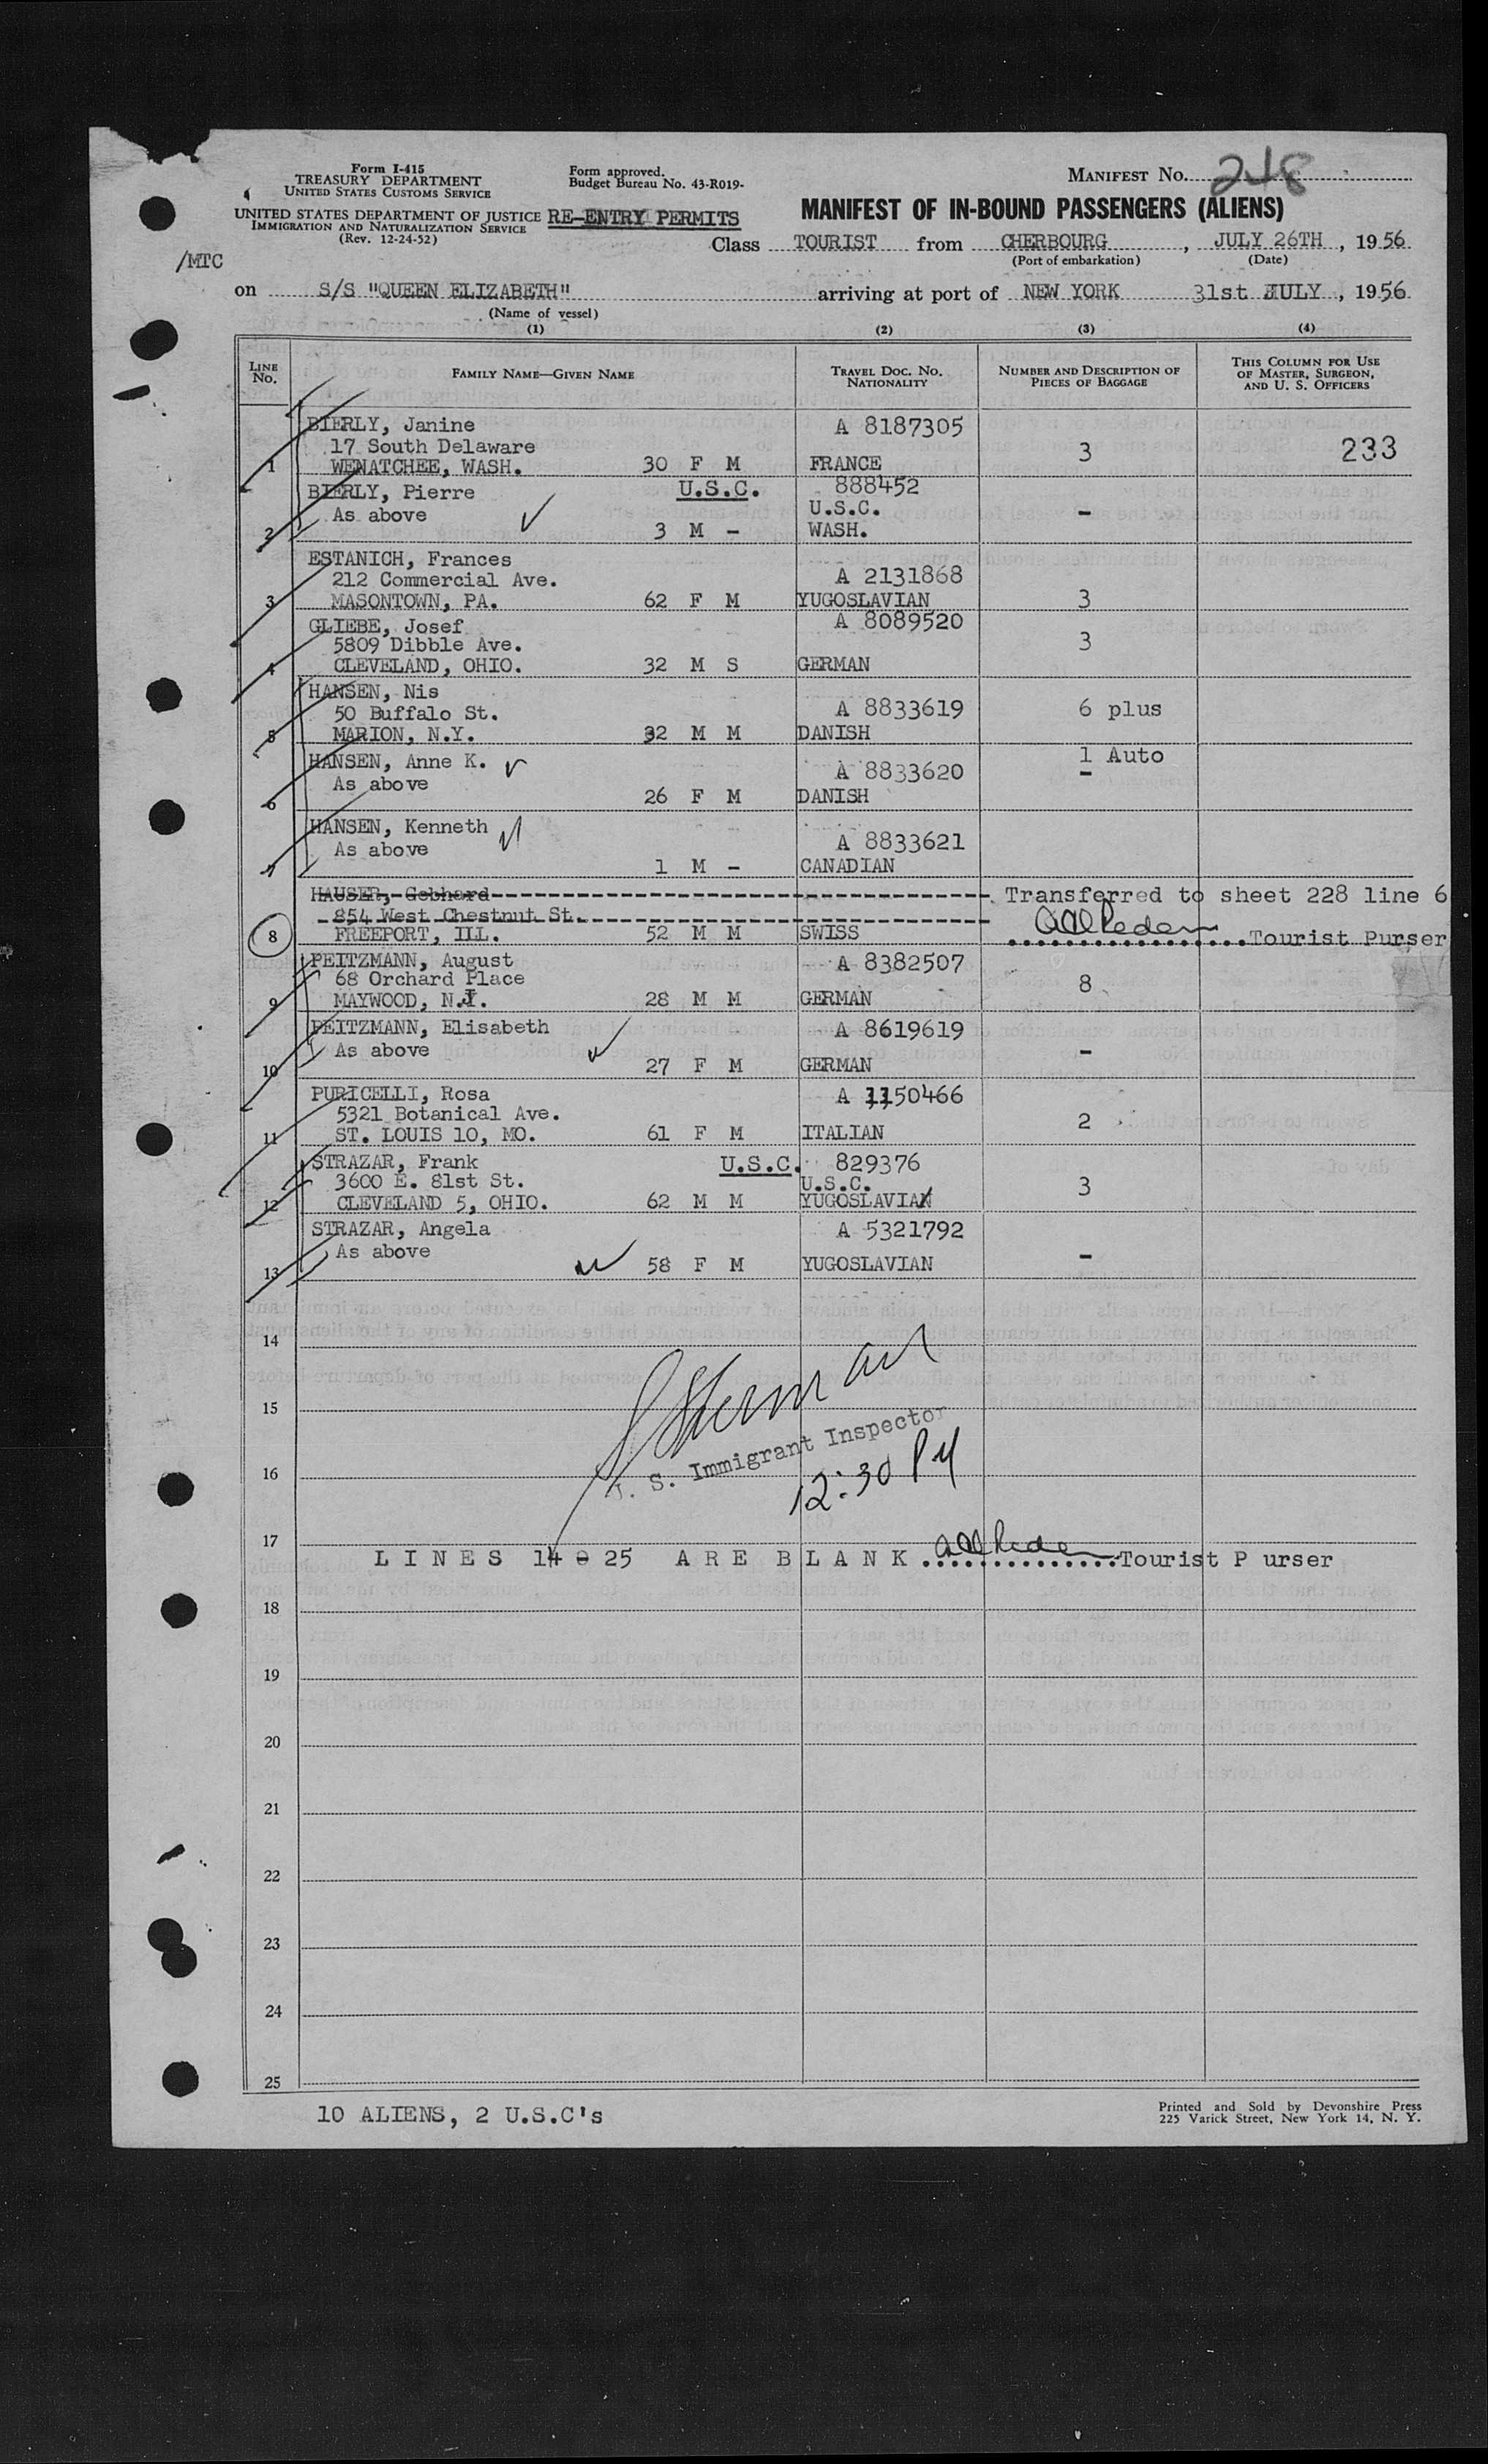 Form I-415
TREASURY DEPARTMENT
UNITED STATES CUSTOMS SERVICE
Form approved.
Budget Bureau No. 43-R019-
MANIFEST No. 218
UNITED STATES DEPARTMENT OF JUSTICE
IMMIGRATION AND NATURALIZATION SERVICE
(Rev. 12-24-52)
RE-ENTRY PERMITS
MANIFEST OF IN-BOUND PASSENGERS (ALIENS)
/MTC
Class TOURIST from CHERBOURG, JULY 26TH, 1956
(Port of embarkation) (Date)
on S/S "QUEEN ELIZABETH" arriving at port of NEW YORK 31st JULY, 1956
(Name of vessel)
(1) (2) (3) (4)
LINE No. FAMILY NAME—GIVEN NAME TRAVEL DOC. NO. NATIONALITY NUMBER AND DESCRIPTION OF PIECES OF BAGGAGE THIS COLUMN FOR USE OF MASTER, SURGEON, AND U. S. OFFICERS
BIERLY, Janine A 8187305
17 South Delaware 3 233
1 WENATCHEE, WASH. 30 F M FRANCE
BIERLY, Pierre U.S.C. 888452
As above U.S.C. -
2 3 M - WASH.
ESTANICH, Frances
212 Commercial Ave. A 2131868
3 MASONTOWN, PA. 62 F M YUGOSLAVIAN 3
GLIEBE, Josef A 8089520
5809 Dibble Ave. 3
4 CLEVELAND, OHIO. 32 M S GERMAN
HANSEN, Nis
50 Buffalo St. A 8833619 6 plus
5 MARION, N.Y. 32 M M DANISH
HANSEN, Anne K. 1 Auto
As above A 8833620 -
6 26 F M DANISH
HANSEN, Kenneth
As above A 8833621
7 1 M - CANADIAN
HAUSER, Gebhard Transferred to sheet 228 line 6
854 West Chestnut St.
8 FREEPORT, ILL. 52 M M SWISS Tourist Purser
PEITZMANN, August A 8382507
68 Orchard Place 8
9 MAYWOOD, N.J. 28 M M GERMAN
PEITZMANN, Elisabeth A 8619619
As above -
10 27 F M GERMAN
PURICELLI, Rosa A 1150466
5321 Botanical Ave. 2
11 ST. LOUIS 10, MO. 61 F M ITALIAN
STRAZAR, Frank U.S.C. 829376
3600 E. 81st St. U.S.C. 3
12 CLEVELAND 5, OHIO. 62 M M YUGOSLAVIAN
STRAZAR, Angela A 5321792
As above -
13 58 F M YUGOSLAVIAN
14
15
U. S. Immigrant Inspector
16
12:30 PM
17
LINES 14 - 25 ARE BLANK Tourist P urser
18
19
20
21
22
23
24
25
10 ALIENS, 2 U.S.C's
Printed and Sold by Devonshire Press
225 Varick Street, New York 14, N. Y.